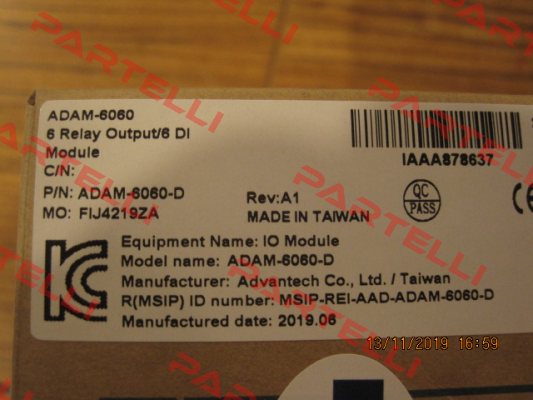 PARTELLI
ADAM-6060
6 Relay Output/6 DI
Module
C/N:
P/N: ADAM-6060-D
MO: FIJ4219ZA
IAAA878637
Rev:A1
MADE IN TAIWAN
QC
PASS
CE
Equipment Name: IO Module
Model name: ADAM-6060-D
Manufacturer: Advantech Co., Ltd. / Taiwan
R(MSIP) ID number: MSIP-REI-AAD-ADAM-6060-D
Manufactured date: 2019.06
13/11/2019 16:59